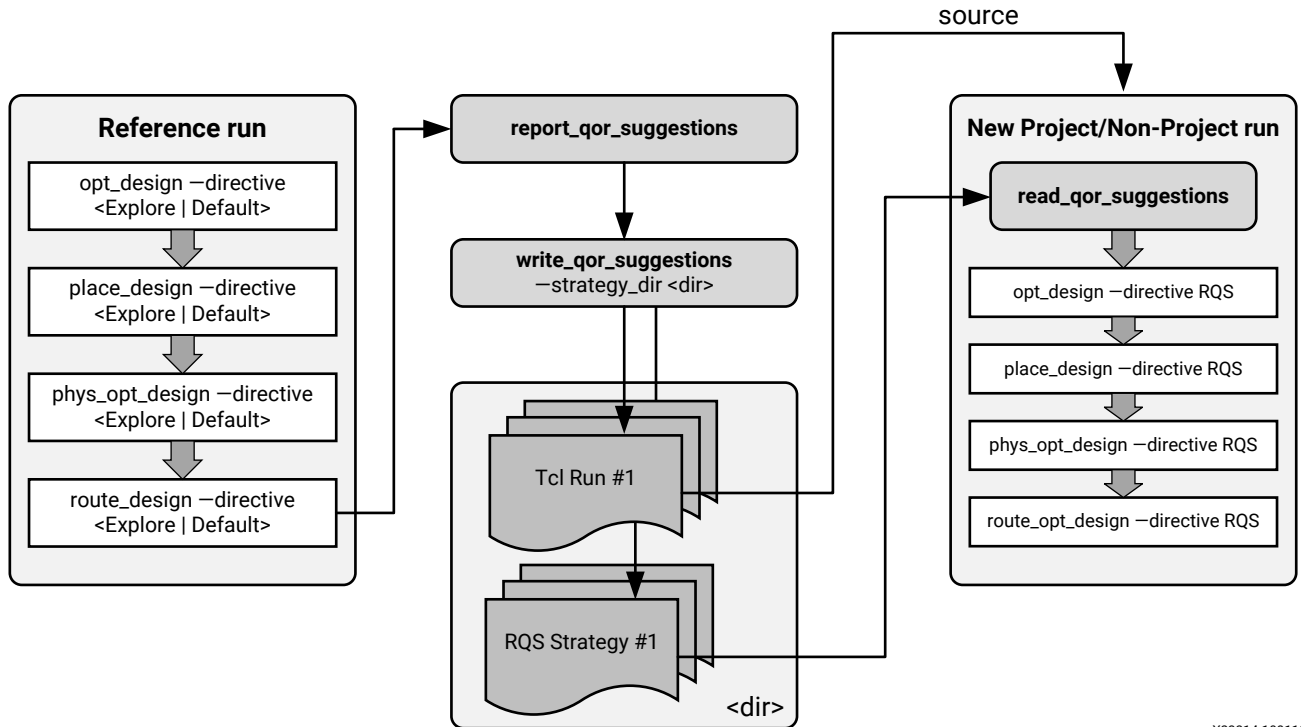 source
Reference run
opt_design —directive
<Explore | Default>
place_design —directive
<Explore | Default>
phys_opt_design —directive
<Explore | Default>
route_design —directive
<Explore | Default>
report_qor_suggestions
write_qor_suggestions
—strategy_dir <dir>
Tcl Run #1
RQS Strategy #1
<dir>
New Project/Non-Project run
read_qor_suggestions
opt_design —directive RQS
place_design —directive RQS
phys_opt_design —directive RQS
route_opt_design —directive RQS